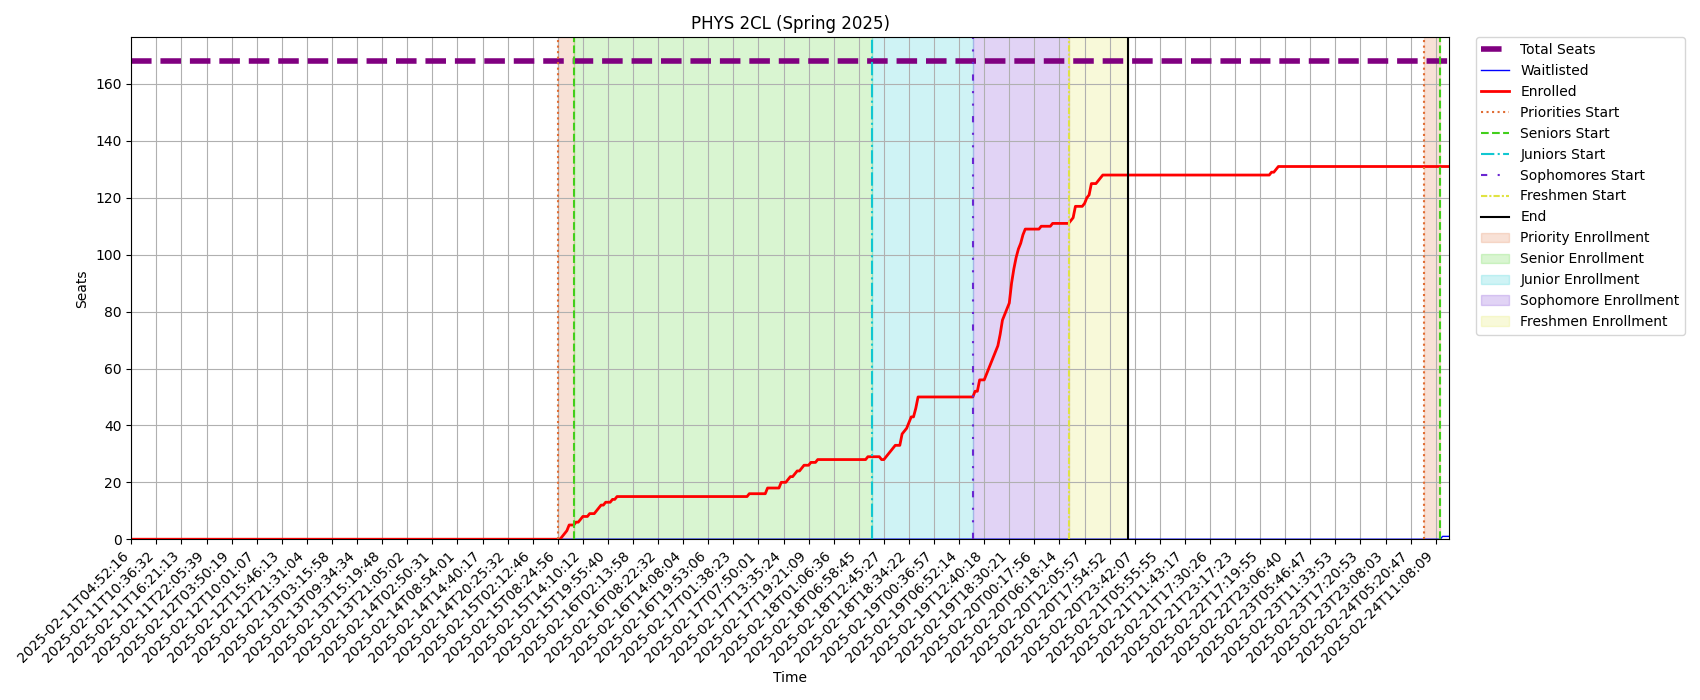 PHYS 2CL (Spring 2025)
Total Seats
Waitlisted
Enrolled
Priorities Start
Seniors Start
Juniors Start
Sophomores Start
Freshmen Start
End
Priority Enrollment
Senior Enrollment
Junior Enrollment
Sophomore Enrollment
Freshmen Enrollment
Seats
160
140
120
100
80
60
40
20
0
2025-02-11T04:52:16
2025-02-11T10:36:32
2025-02-11T16:21:13
2025-02-11T22:05:39
2025-02-12T03:50:19
2025-02-12T10:01:07
2025-02-12T15:46:13
2025-02-12T21:31:04
2025-02-13T03:15:58
2025-02-13T09:34:34
2025-02-13T15:19:48
2025-02-13T21:05:02
2025-02-14T02:50:31
2025-02-14T08:54:01
2025-02-14T14:40:17
2025-02-14T20:25:32
2025-02-15T02:12:46
2025-02-15T08:24:56
2025-02-15T14:10:12
2025-02-15T19:55:40
2025-02-16T02:13:58
2025-02-16T08:22:32
2025-02-16T14:08:04
2025-02-16T19:53:06
2025-02-17T01:38:23
2025-02-17T07:50:01
2025-02-17T13:35:24
2025-02-17T19:21:09
2025-02-18T01:06:36
2025-02-18T06:58:45
2025-02-18T12:45:27
2025-02-18T18:34:22
2025-02-19T00:36:57
2025-02-19T06:52:14
2025-02-19T12:40:18
2025-02-19T18:30:21
2025-02-20T00:17:56
2025-02-20T06:18:14
2025-02-20T12:05:57
2025-02-20T17:54:52
2025-02-20T23:42:07
2025-02-21T05:55:55
2025-02-21T11:43:17
2025-02-21T17:30:26
2025-02-21T23:17:23
2025-02-22T17:19:55
2025-02-22T23:06:40
2025-02-23T05:46:47
2025-02-23T11:33:53
2025-02-23T17:20:53
2025-02-23T23:08:03
2025-02-24T05:20:47
2025-02-24T11:08:09
Time